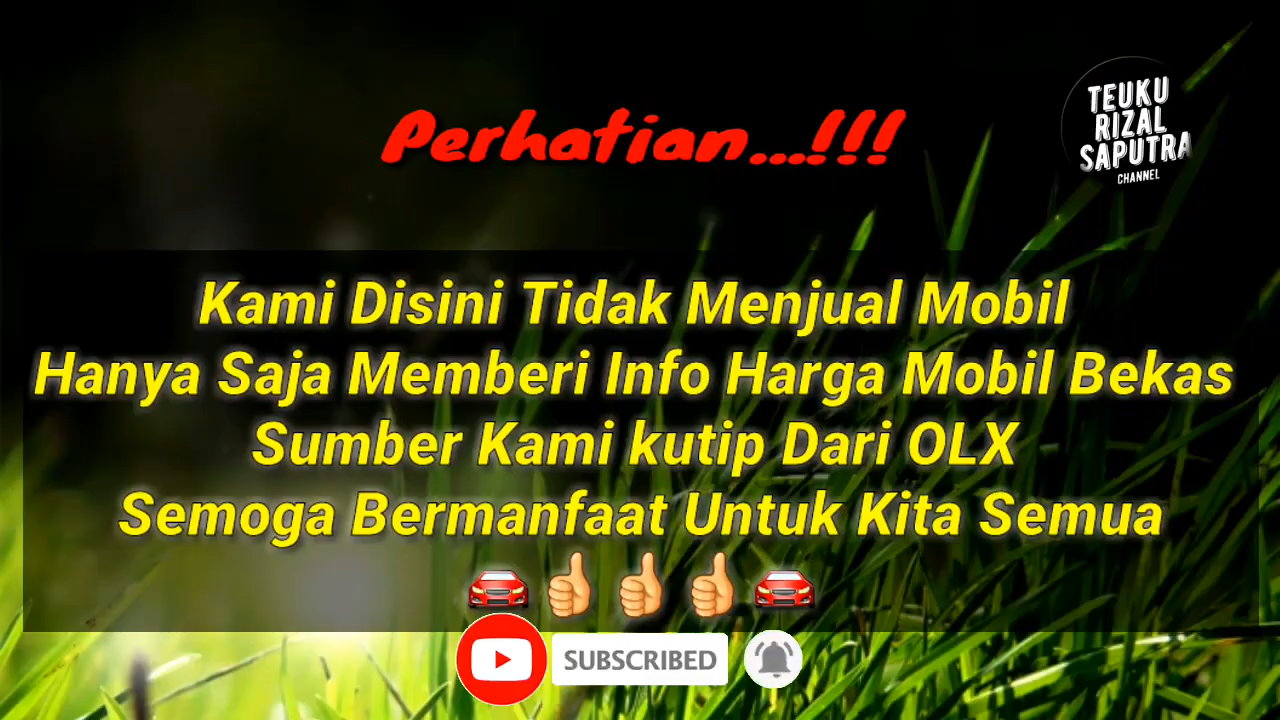 Perhatian...!!!
TEUKU
RIZAL
SAPUTRA
CHANNEL
Kami Disini Tidak Menjual Mobil
Hanya Saja Memberi Info Harga Mobil Bekas
Sumber Kami kutip Dari OLX
Semoga Bermanfaat Untuk Kita Semua
SUBSCRIBED